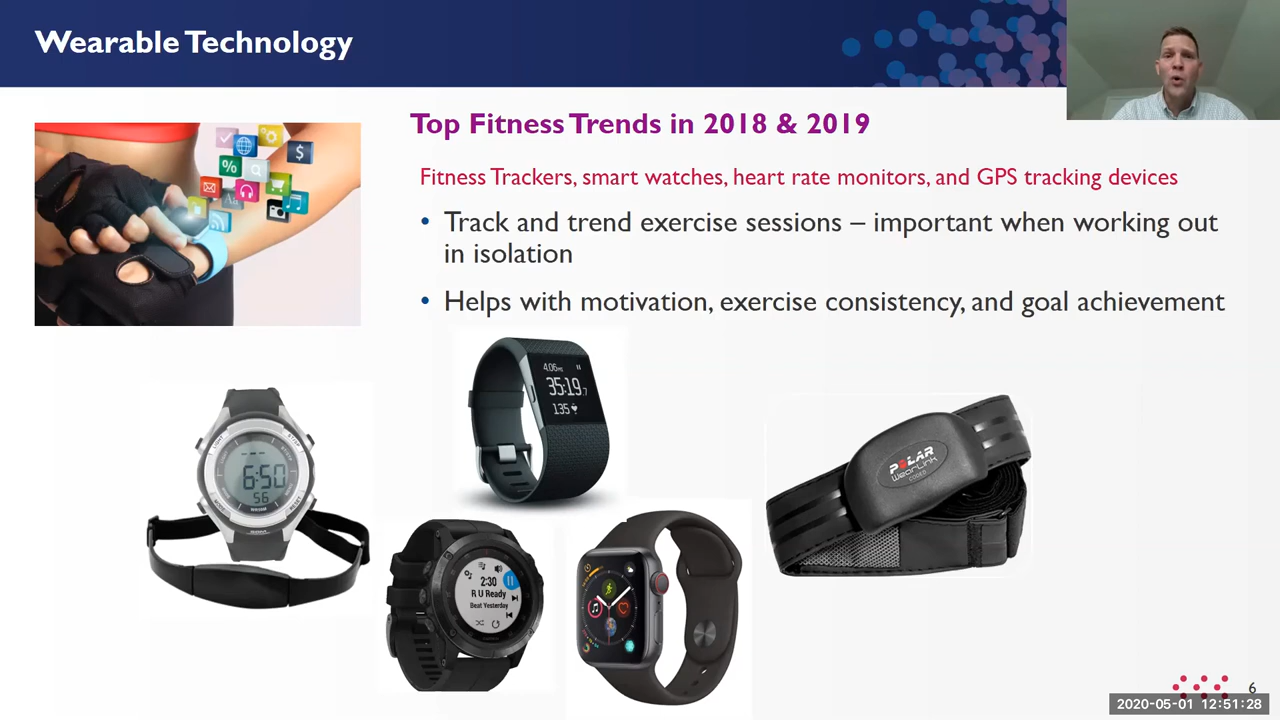 Wearable Technology
Top Fitness Trends in 2018 & 2019
Fitness Trackers, smart watches, heart rate monitors, and GPS tracking devices
• Track and trend exercise sessions – important when working out
in isolation
• Helps with motivation, exercise consistency, and goal achievement
$
%
4:06PM
35:19
135
LIGHT
6:50
56
POLAR
WearLink
CODED
2:30
R U Ready
Beat Yesterday
6
2020-05-01 12:51:28